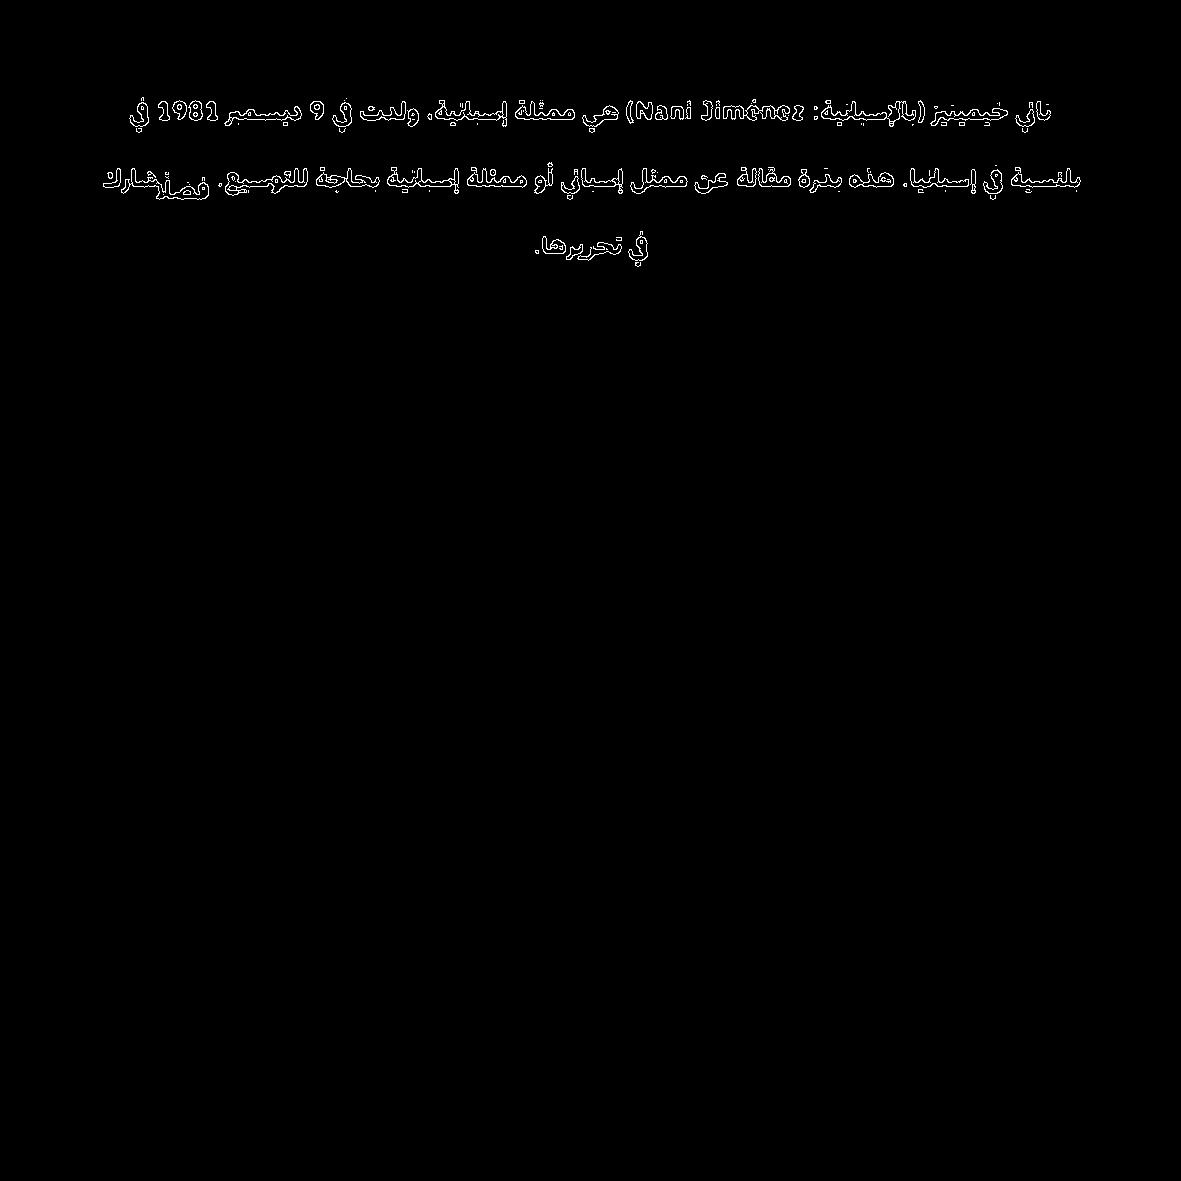 ناني خيمينيز (بالإسبانية: Nani Jiménez) هي ممثلة إسبانية، ولدت في 9 ديسمبر 1981 في
بلنسية في إسبانيا. هذه بذرة مقالة عن ممثل إسباني أو ممثلة إسبانية بحاجة للتوسيع. فضلًا شارك
في تحريرها.